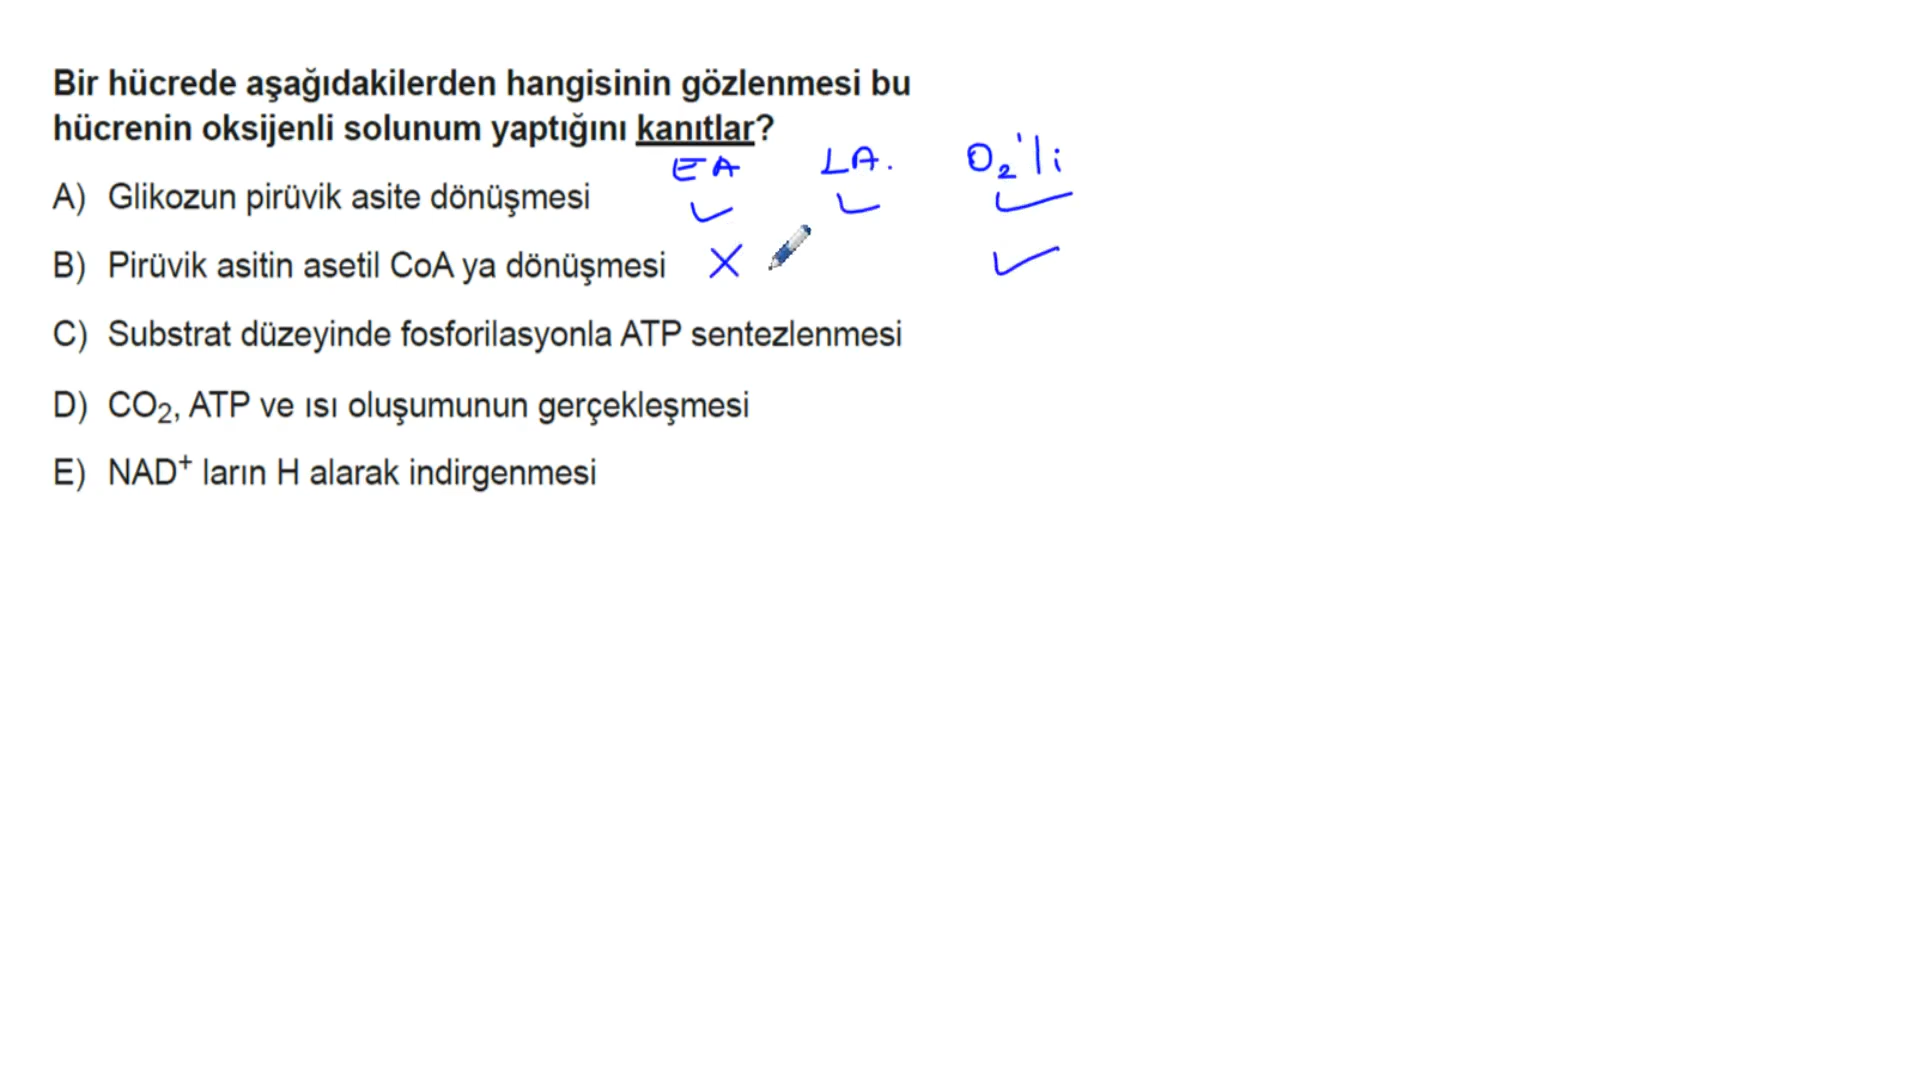 Bir hücrede aşağıdakilerden hangisinin gözlenmesi bu
hücrenin oksijenli solunum yaptığını kanıtlar?
EA LA. O₂'li
A) Glikozun pirüvik asite dönüşmesi ✓ ✓ ✓
B) Pirüvik asitin asetil CoA ya dönüşmesi X ✓
C) Substrat düzeyinde fosforilasyonla ATP sentezlenmesi
D) CO₂, ATP ve ısı oluşumunun gerçekleşmesi
E) NAD⁺ ların H alarak indirgenmesi